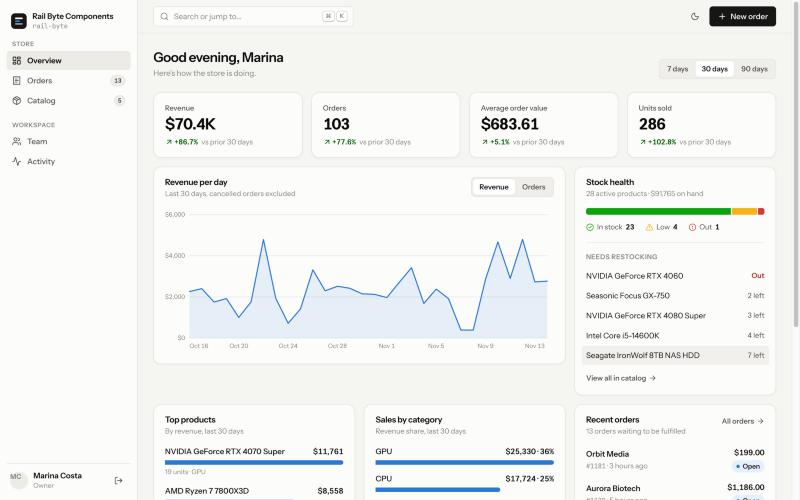 Rail Byte Components
rail-byte
STORE
Overview
Orders 13
Catalog 5
WORKSPACE
Team
Activity
MC Marina Costa
Owner
Search or jump to... ⌘ K
New order
Good evening, Marina
Here's how the store is doing.
7 days 30 days 90 days
Revenue
$70.4K
+86.7% vs prior 30 days
Orders
103
+77.6% vs prior 30 days
Average order value
$683.61
+5.1% vs prior 30 days
Units sold
286
+102.8% vs prior 30 days
Revenue per day
Last 30 days, cancelled orders excluded
Revenue Orders
$6,000
$4,000
$2,000
$0
Oct 16 Oct 20 Oct 24 Oct 28 Nov 1 Nov 5 Nov 9 Nov 13
Stock health
28 active products · $91,765 on hand
In stock 23 Low 4 Out 1
NEEDS RESTOCKING
NVIDIA GeForce RTX 4060 Out
Seasonic Focus GX-750 2 left
NVIDIA GeForce RTX 4080 Super 3 left
Intel Core i5-14600K 4 left
Seagate IronWolf 8TB NAS HDD 7 left
View all in catalog →
Top products
By revenue, last 30 days
NVIDIA GeForce RTX 4070 Super $11,761
19 units · GPU
AMD Ryzen 7 7800X3D $8,558
Sales by category
Revenue share, last 30 days
GPU $25,330 · 36%
CPU $17,724 · 25%
Recent orders
13 orders waiting to be fulfilled
All orders →
Orbit Media $199.00
#1181 · 3 hours ago Open
Aurora Biotech $1,186.00